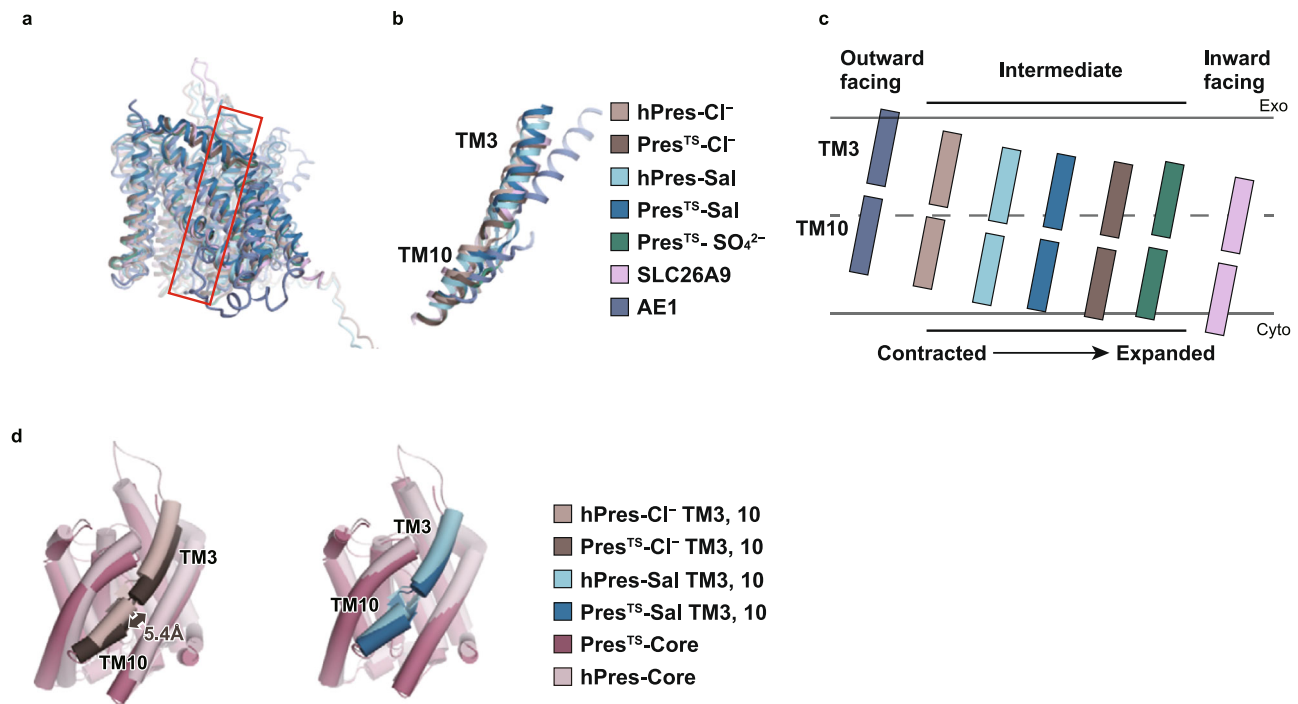 a
b
c
TM3
TM10
hPres-Cl⁻
Presᵀˢ-Cl⁻
hPres-Sal
Presᵀˢ-Sal
Presᵀˢ- SO₄²⁻
SLC26A9
AE1
Outward facing
Intermediate
Inward facing
Exo
TM3
TM10
Cyto
Contracted
Expanded
d
TM3
5.4Å
TM10
TM3
TM10
hPres-Cl⁻ TM3, 10
Presᵀˢ-Cl⁻ TM3, 10
hPres-Sal TM3, 10
Presᵀˢ-Sal TM3, 10
Presᵀˢ-Core
hPres-Core